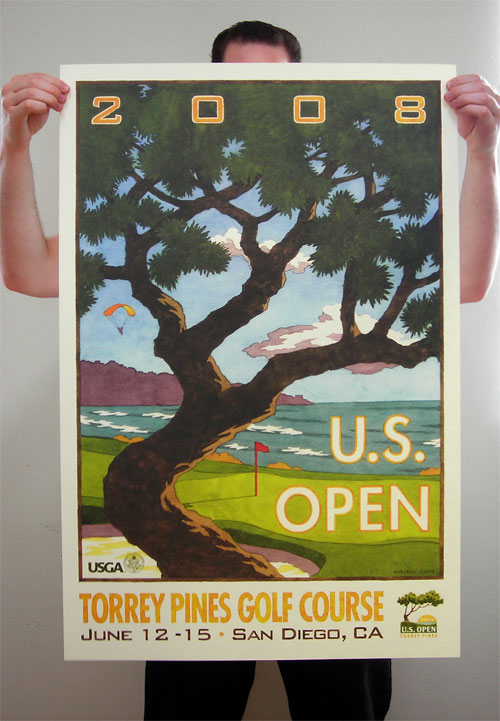 2008
U.S.
OPEN
USGA
TORREY PINES GOLF COURSE
JUNE 12-15 • SAN DIEGO, CA
U.S. OPEN
TORREY PINES